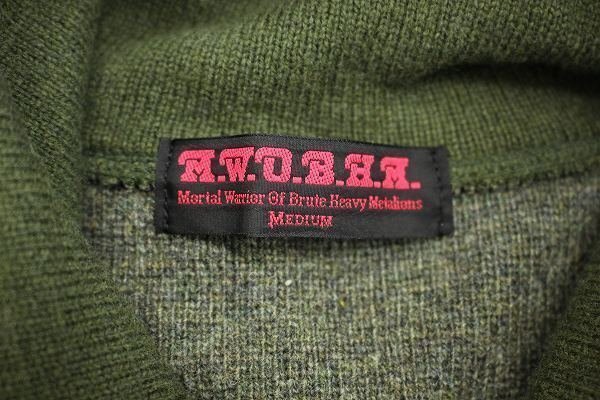 M.W.O.B.H.M.
Mortal Warrior Of Brute Heavy Metalions
MEDIUM